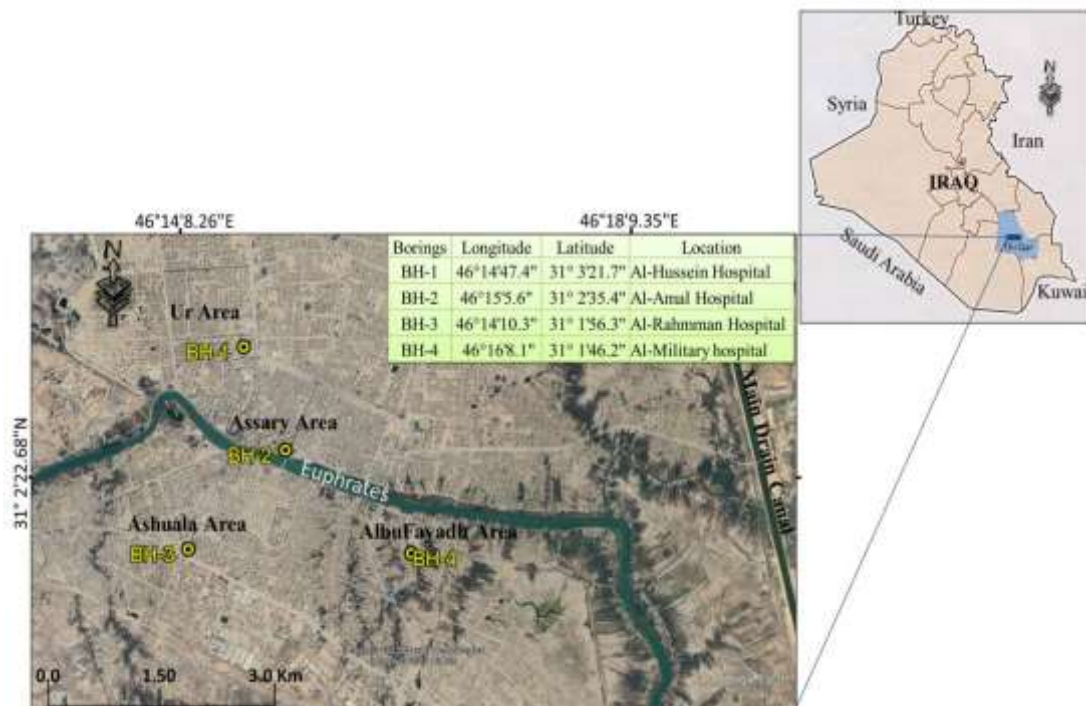 Turkey
N
Syria
Iran
IRAQ
Saudi Arabia
Kuwai
46°14'8.26"E
46°18'9.35"E
N
Borings Longitude Latitude Location
BH-1 46°14'47.4" 31° 3'21.7" Al-Hussein Hospital
BH-2 46°15'5.6" 31° 2'35.4" Al-Amal Hospital
BH-3 46°14'10.3" 31° 1'56.3" Al-Rahmman Hospital
BH-4 46°16'8.1" 31° 1'46.2" Al-Military hospital
Ur Area
BH-1
Main Drain Canal
Assary Area
BH-2
Euphrates
31° 2'22.68"N
Ashuala Area
BH-3
AlbuFayadh Area
BH-4
0.0 1.50 3.0 Km